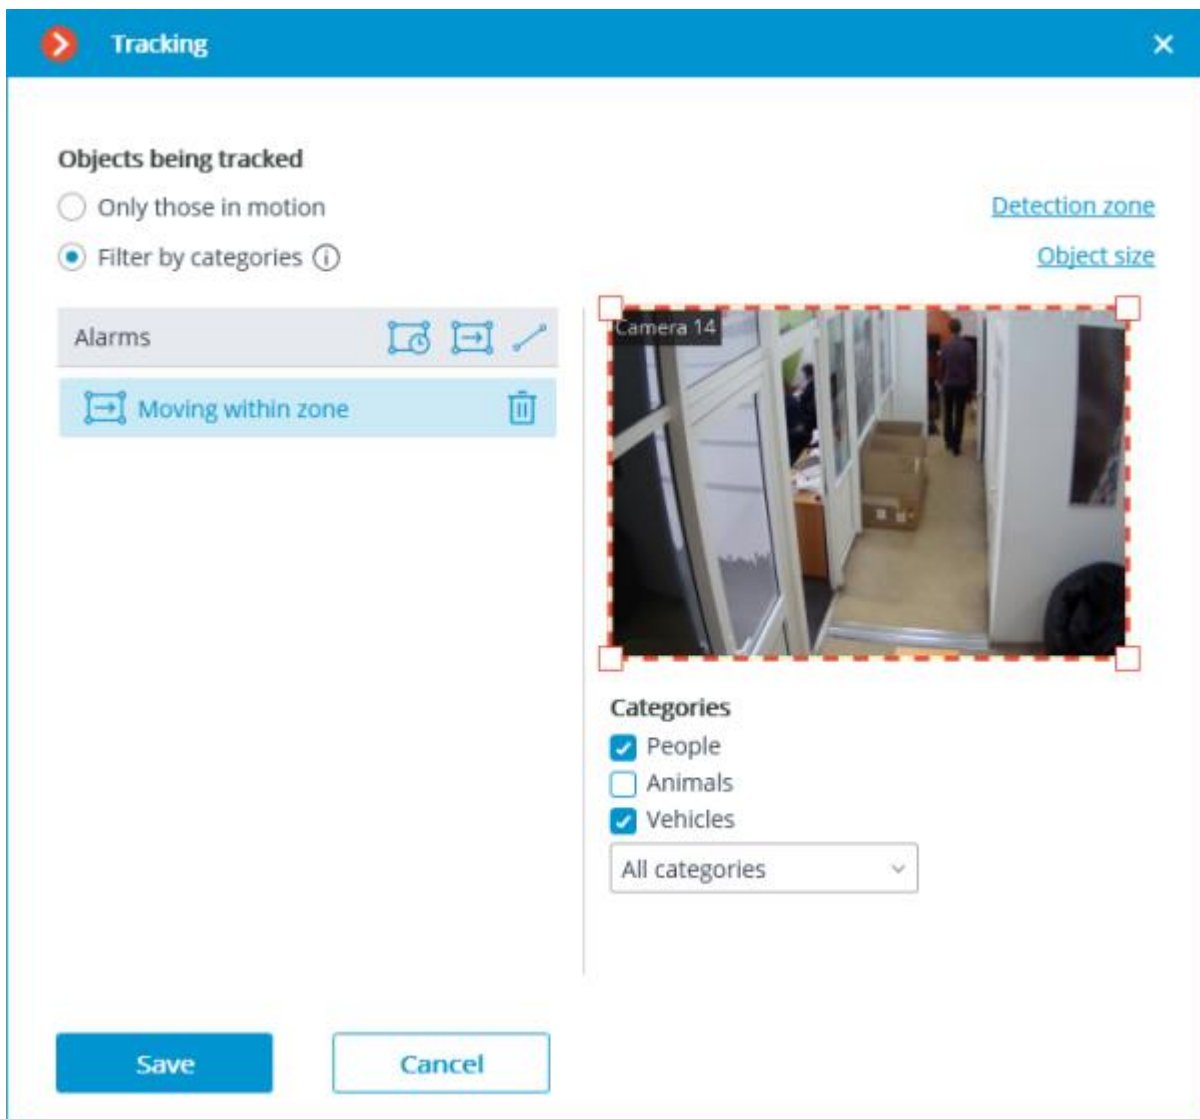 Tracking
Objects being tracked
Only those in motion
Detection zone
Filter by categories
Object size
Alarms
Moving within zone
Camera 14
Categories
People
Animals
Vehicles
All categories
Save
Cancel